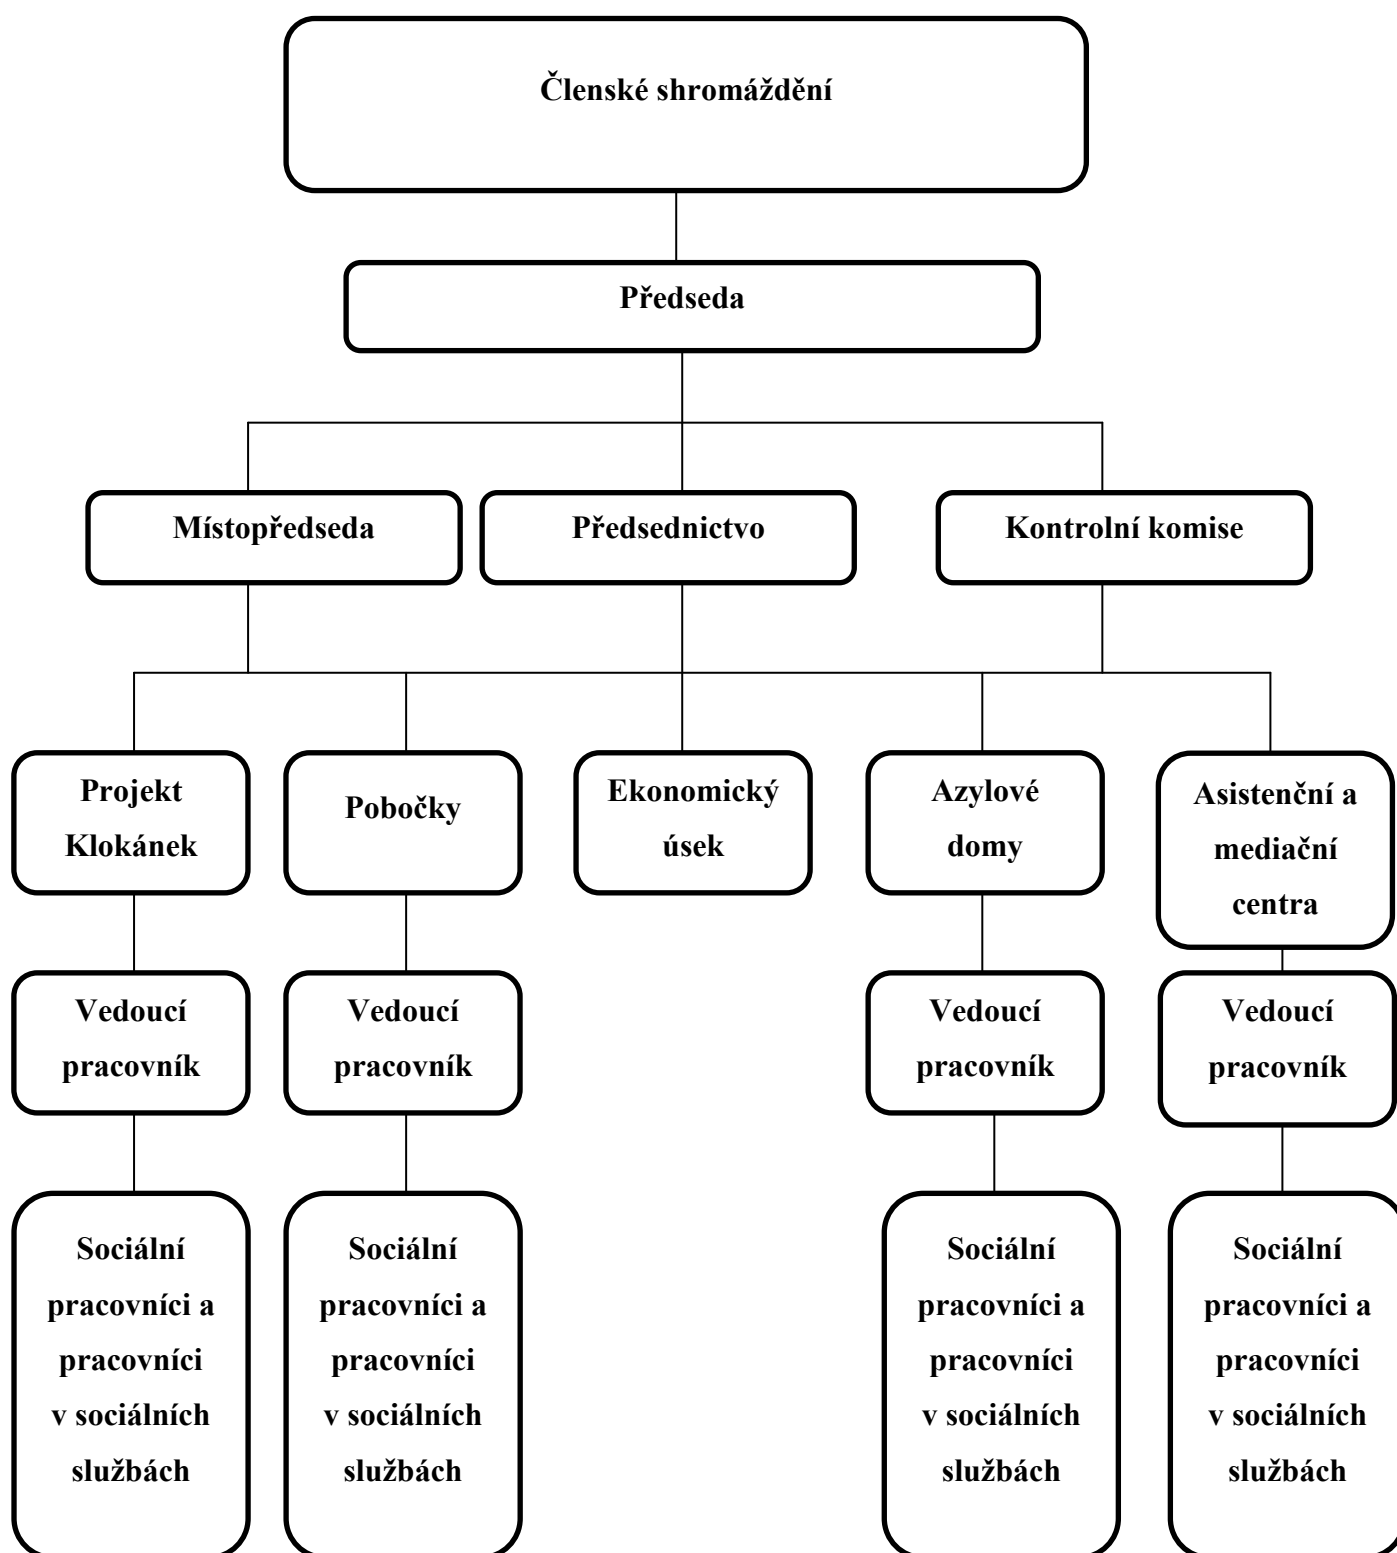 Členské shromáždění
Předseda
Místopředseda
Předsednictvo
Kontrolní komise
Projekt
Klokánek
Pobočky
Ekonomický
úsek
Azylové
domy
Asistenční a
mediační
centra
Vedoucí
pracovník
Vedoucí
pracovník
Vedoucí
pracovník
Vedoucí
pracovník
Sociální
pracovníci a
pracovníci
v sociálních
službách
Sociální
pracovníci a
pracovníci
v sociálních
službách
Sociální
pracovníci a
pracovníci
v sociálních
službách
Sociální
pracovníci a
pracovníci
v sociálních
službách